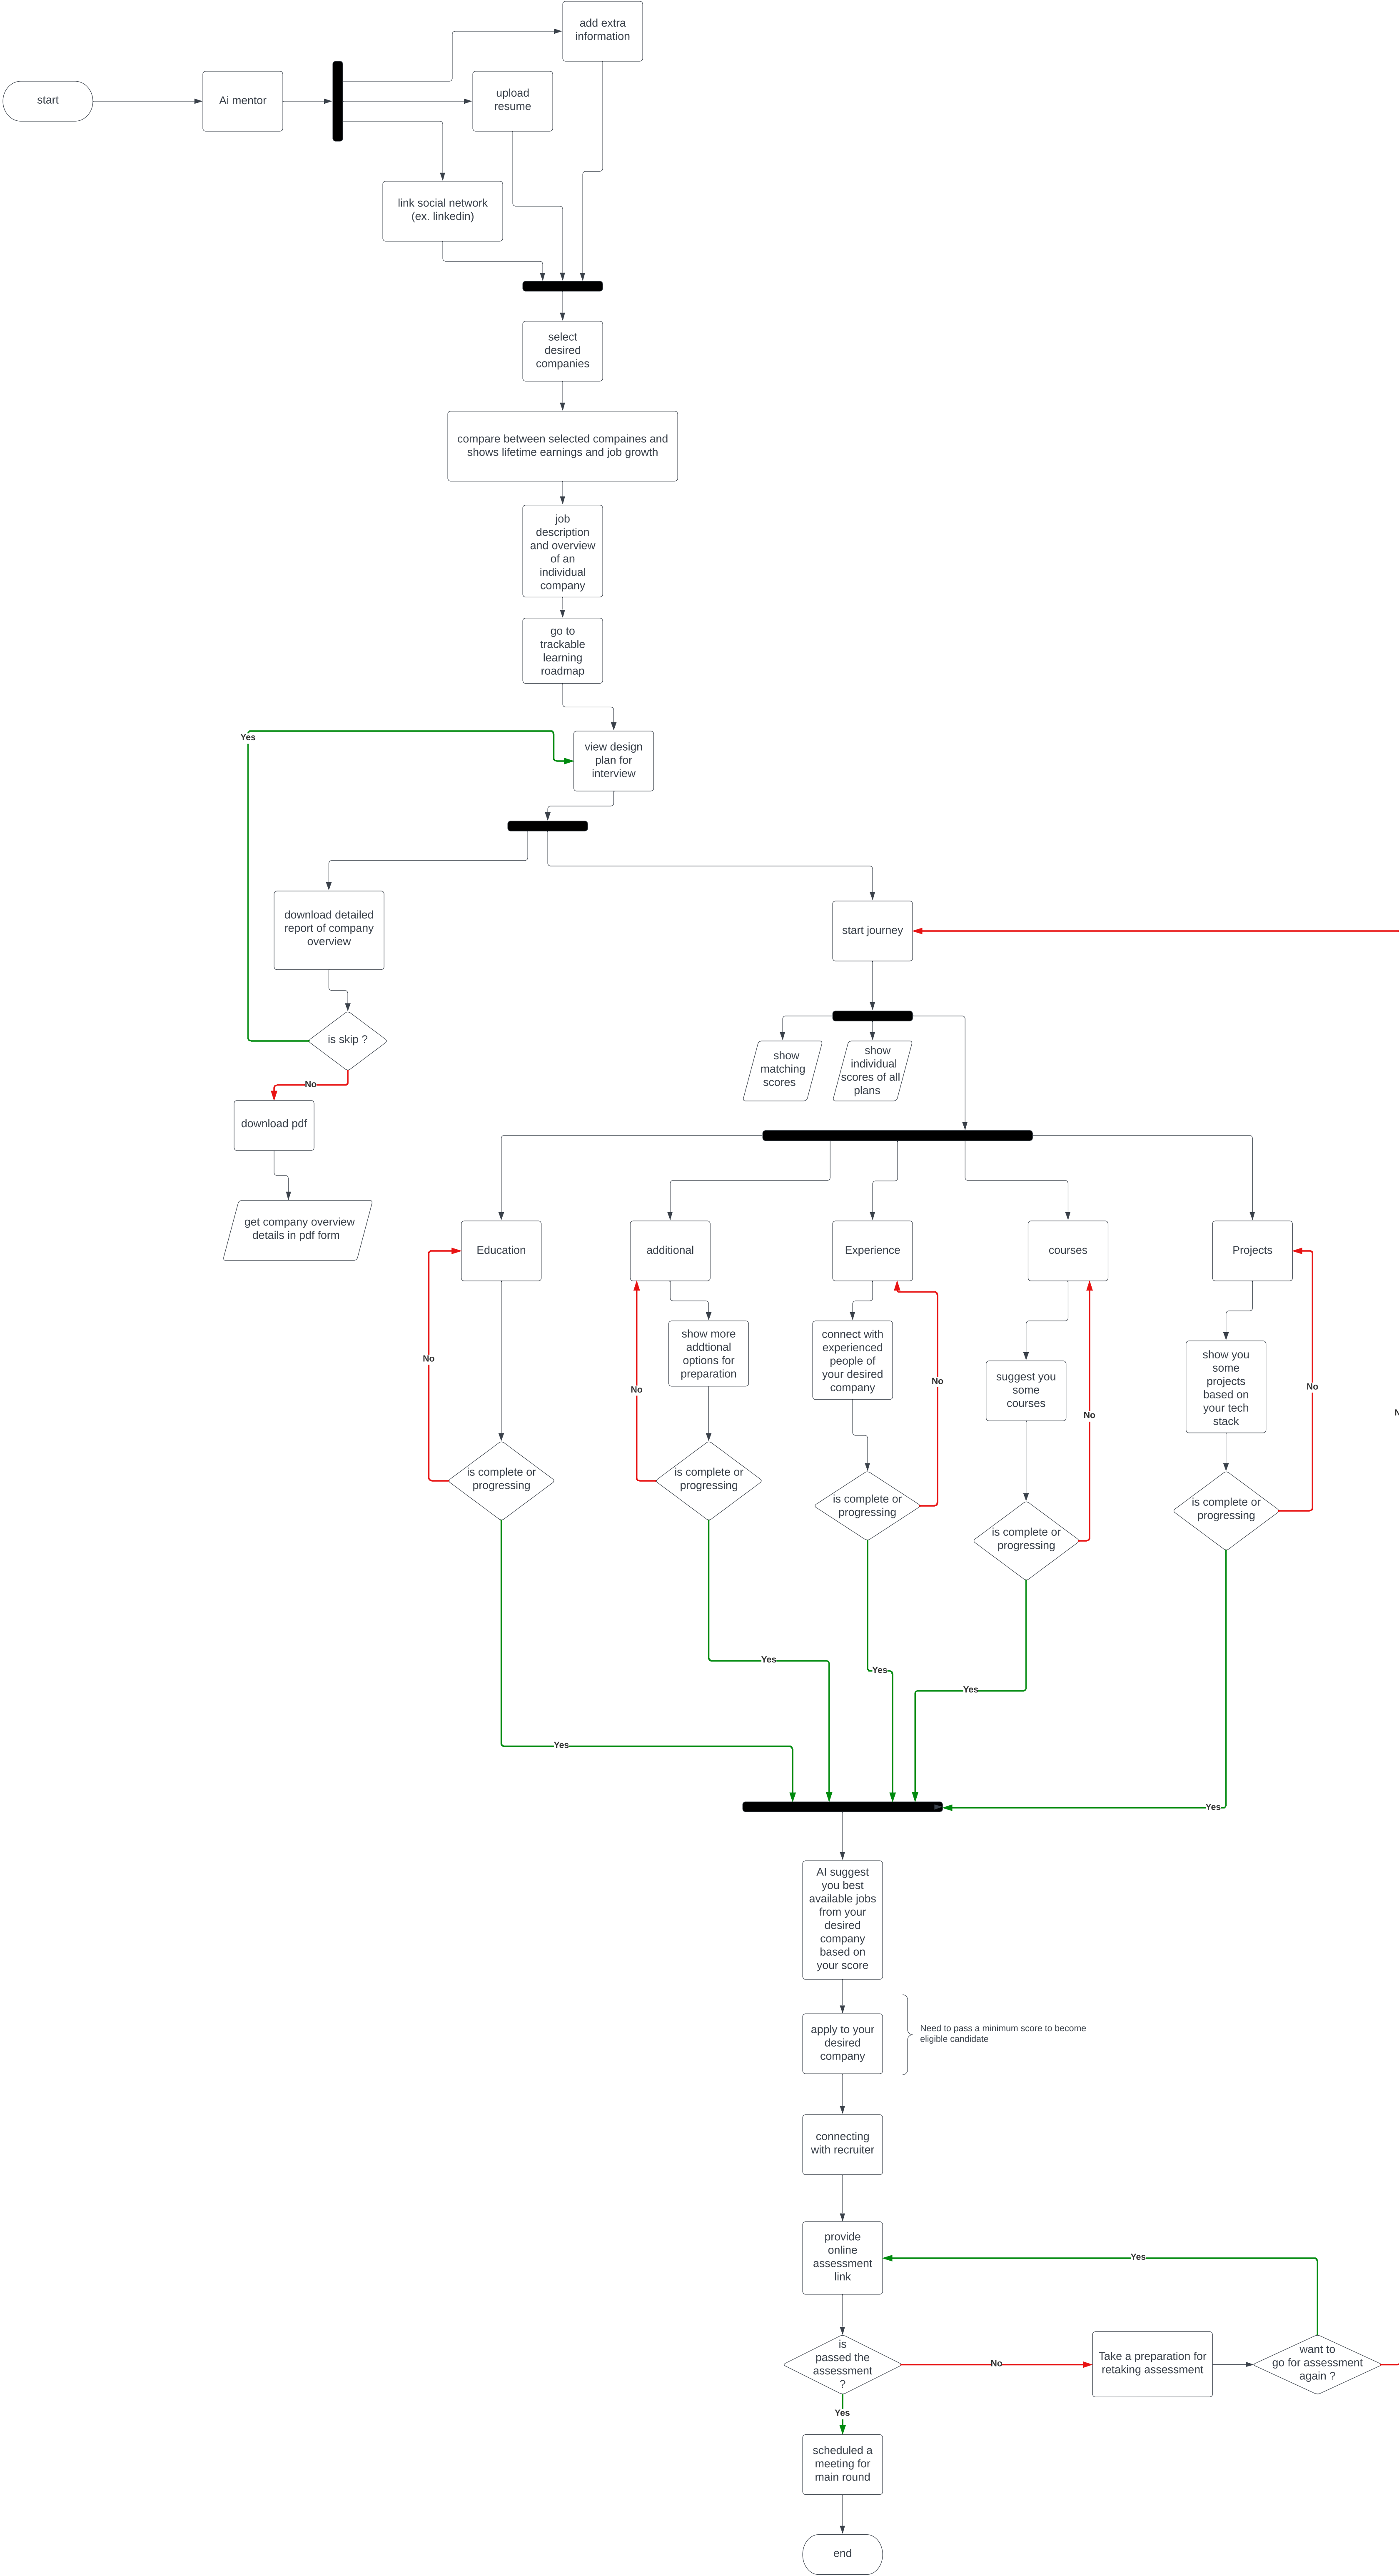 add extra
information
start
Ai mentor
upload
resume
link social network
(ex. linkedin)
select
desired
companies
compare between selected compaines and
shows lifetime earnings and job growth
job
description
and overview
of an
individual
company
go to
trackable
learning
roadmap
Yes
view design
plan for
interview
download detailed
report of company
overview
start journey
is skip ?
No
download pdf
get company overview
details in pdf form
show
matching
scores
show
individual
scores of all
plans
Education
additional
Experience
courses
Projects
show more
addtional
options for
preparation
connect with
experienced
people of
your desired
company
suggest you
some
courses
show you
some
projects
based on
your tech
stack
No
No
No
No
No
is complete or
progressing
is complete or
progressing
is complete or
progressing
is complete or
progressing
is complete or
progressing
Yes
Yes
Yes
Yes
Yes
AI suggest
you best
available jobs
from your
desired
company
based on
your score
apply to your
desired
company
Need to pass a minimum score to become
eligible candidate
connecting
with recruiter
provide
online
assessment
link
Yes
is
passed the
assessment
?
No
Take a preparation for
retaking assessment
want to
go for assessment
again ?
Yes
scheduled a
meeting for
main round
end